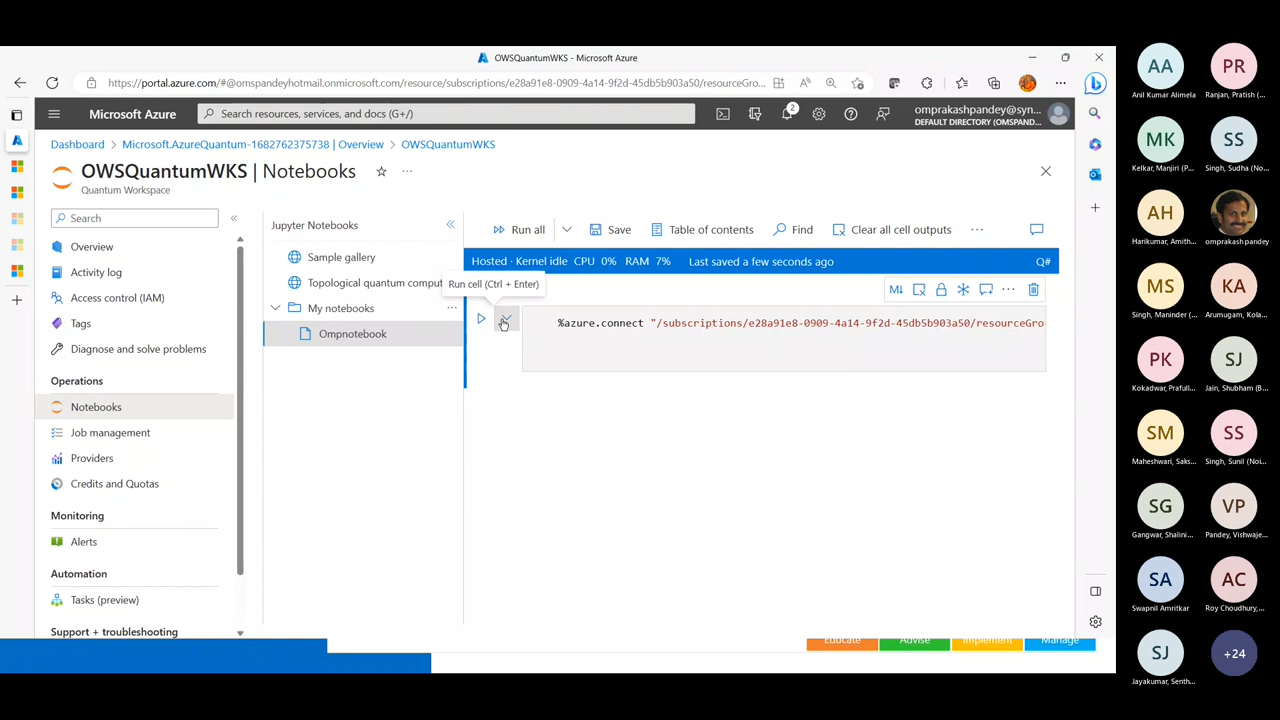 OWSQuantumWKS - Microsoft Azure
https://portal.azure.com/#@omspandeyhotmail.onmicrosoft.com/resource/subscriptions/e28a91e8-0909-4a14-9f2d-45db5b903a50/resourceGro...
Microsoft Azure
Search resources, services, and docs (G+/)
2
omprakashpandey@syn...
DEFAULT DIRECTORY (OMSPAND...
Dashboard > Microsoft.AzureQuantum-1682762375738 | Overview > OWSQuantumWKS
OWSQuantumWKS | Notebooks
Quantum Workspace
Search
Overview
Activity log
Access control (IAM)
Tags
Diagnose and solve problems
Operations
Notebooks
Job management
Providers
Credits and Quotas
Monitoring
Alerts
Automation
Tasks (preview)
Support + troubleshooting
Jupyter Notebooks
Sample gallery
Topological quantum comput
My notebooks
Ompnotebook
Run all
Save
Table of contents
Find
Clear all cell outputs
Hosted · Kernel idle CPU 0% RAM 7% Last saved a few seconds ago Q#
Run cell (Ctrl + Enter)
M↓
%azure.connect "/subscriptions/e28a91e8-0909-4a14-9f2d-45db5b903a50/resourceGro
Educate
Advise
Implement
Manage
AA
Anil Kumar Alimela
PR
Ranjan, Pratish (...
MK
Kelkar, Manjiri (P...
SS
Singh, Sudha (No...
AH
Harikumar, Amith...
omprakash pandey
MS
Singh, Maninder (...
KA
Arumugam, Kola...
PK
Kokadwar, Prafull...
SJ
Jain, Shubham (B...
SM
Maheshwari, Saks...
SS
Singh, Sunil (Noi...
SG
Gangwar, Shalini...
VP
Pandey, Vishwaje...
SA
Swapnil Amritkar
AC
Roy Choudhury,...
SJ
Jayakumar, Senth...
+24